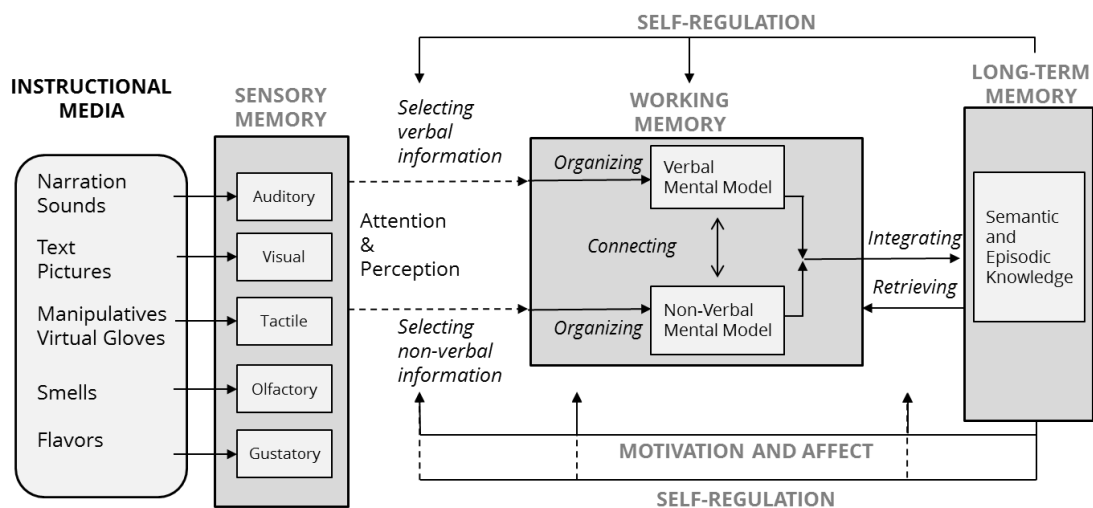 SELF-REGULATION
INSTRUCTIONAL
MEDIA
SENSORY
MEMORY
Selecting
verbal
information
WORKING
MEMORY
LONG-TERM
MEMORY
Narration
Sounds
Text
Pictures
Manipulatives
Virtual Gloves
Smells
Flavors
Auditory
Visual
Tactile
Olfactory
Gustatory
Attention
&
Perception
Selecting
non-verbal
information
Organizing
Verbal
Mental Model
Connecting
Organizing
Non-Verbal
Mental Model
Integrating
Retrieving
Semantic
and
Episodic
Knowledge
MOTIVATION AND AFFECT
SELF-REGULATION